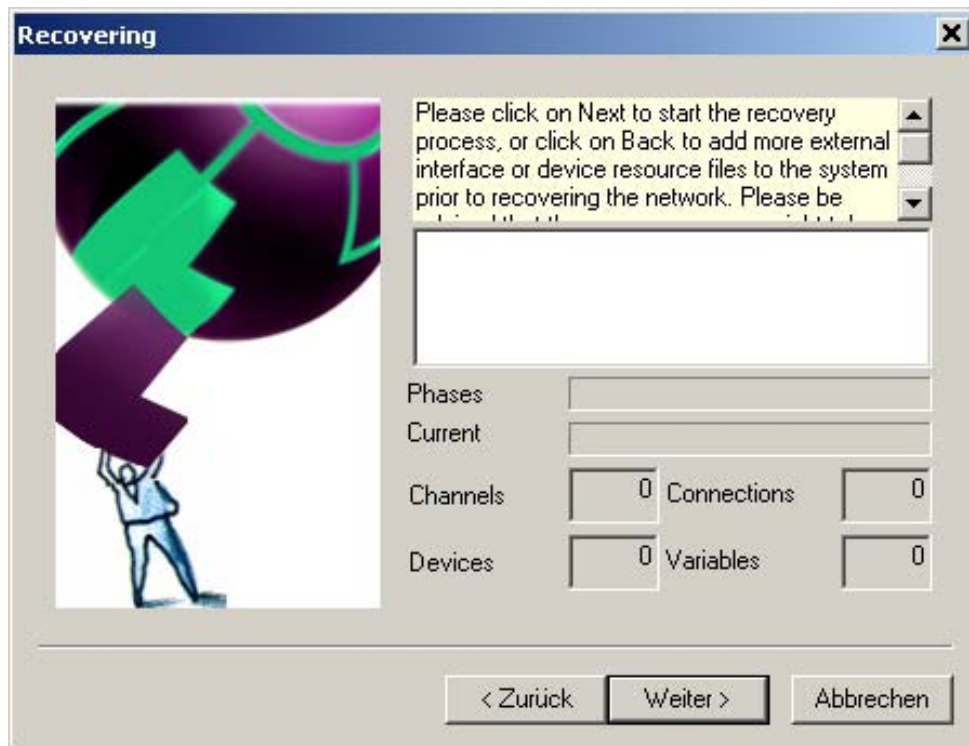 Recovering
Please click on Next to start the recovery
process, or click on Back to add more external
interface or device resource files to the system
prior to recovering the network. Please be
Phases
Current
Channels 0 Connections 0
Devices 0 Variables 0
< Zurück Weiter > Abbrechen